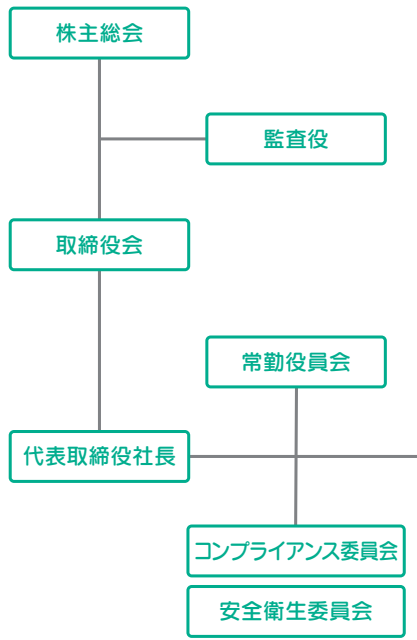 株主総会
監査役
取締役会
常勤役員会
代表取締役社長
コンプライアンス委員会
安全衛生委員会